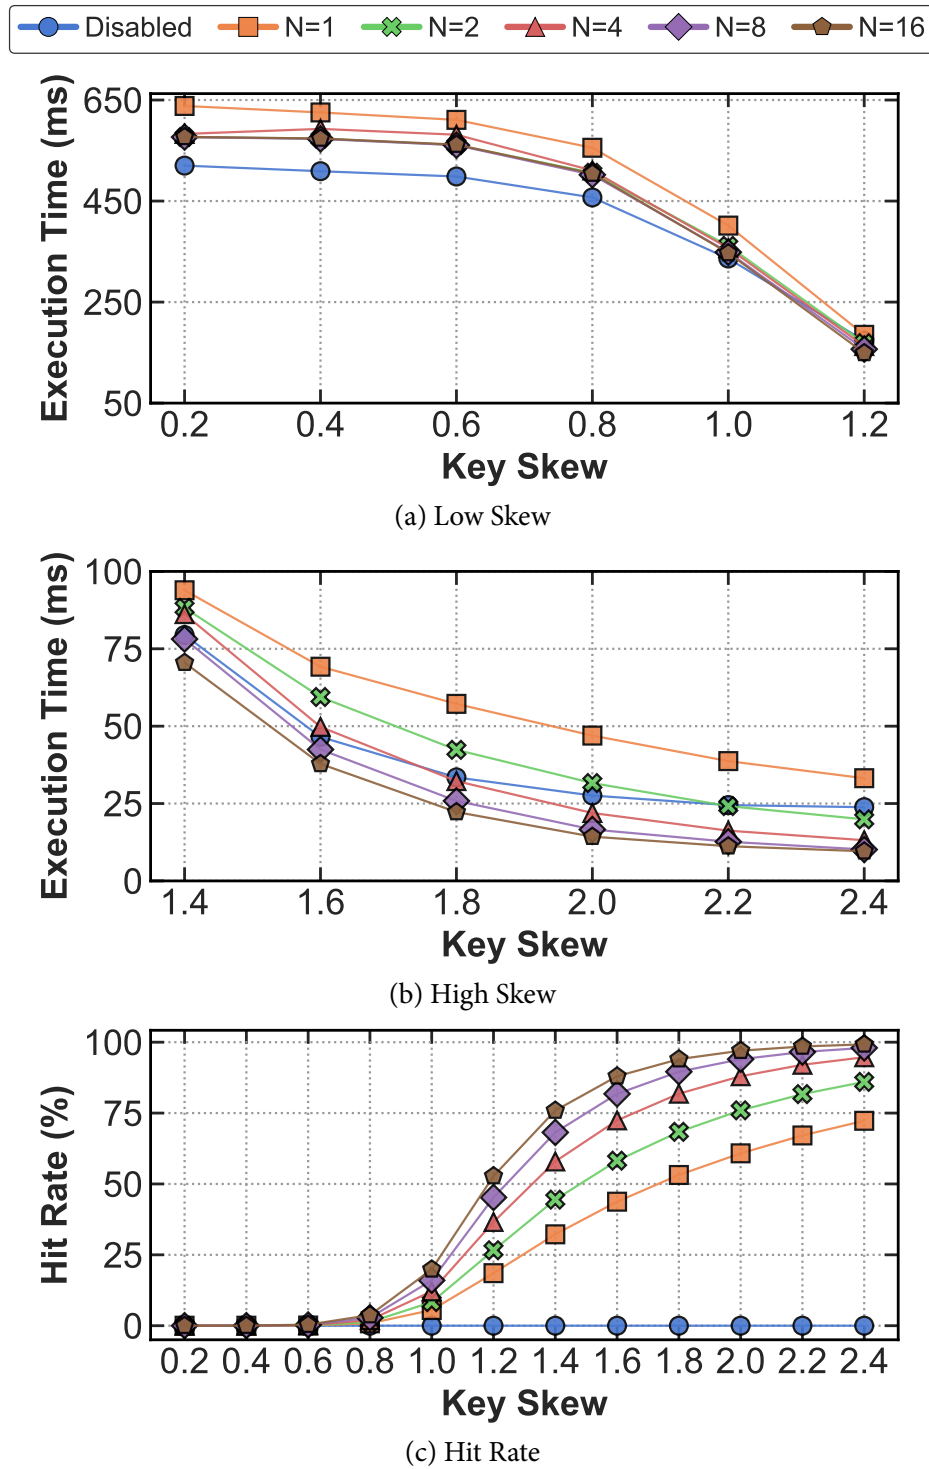 Disabled N=1 N=2 N=4 N=8 N=16
Execution Time (ms)
650
450
250
50
0.2 0.4 0.6 0.8 1.0 1.2
Key Skew
(a) Low Skew
Execution Time (ms)
100
75
50
25
0
1.4 1.6 1.8 2.0 2.2 2.4
Key Skew
(b) High Skew
Hit Rate (%)
100
75
50
25
0
0.2 0.4 0.6 0.8 1.0 1.2 1.4 1.6 1.8 2.0 2.2 2.4
Key Skew
(c) Hit Rate